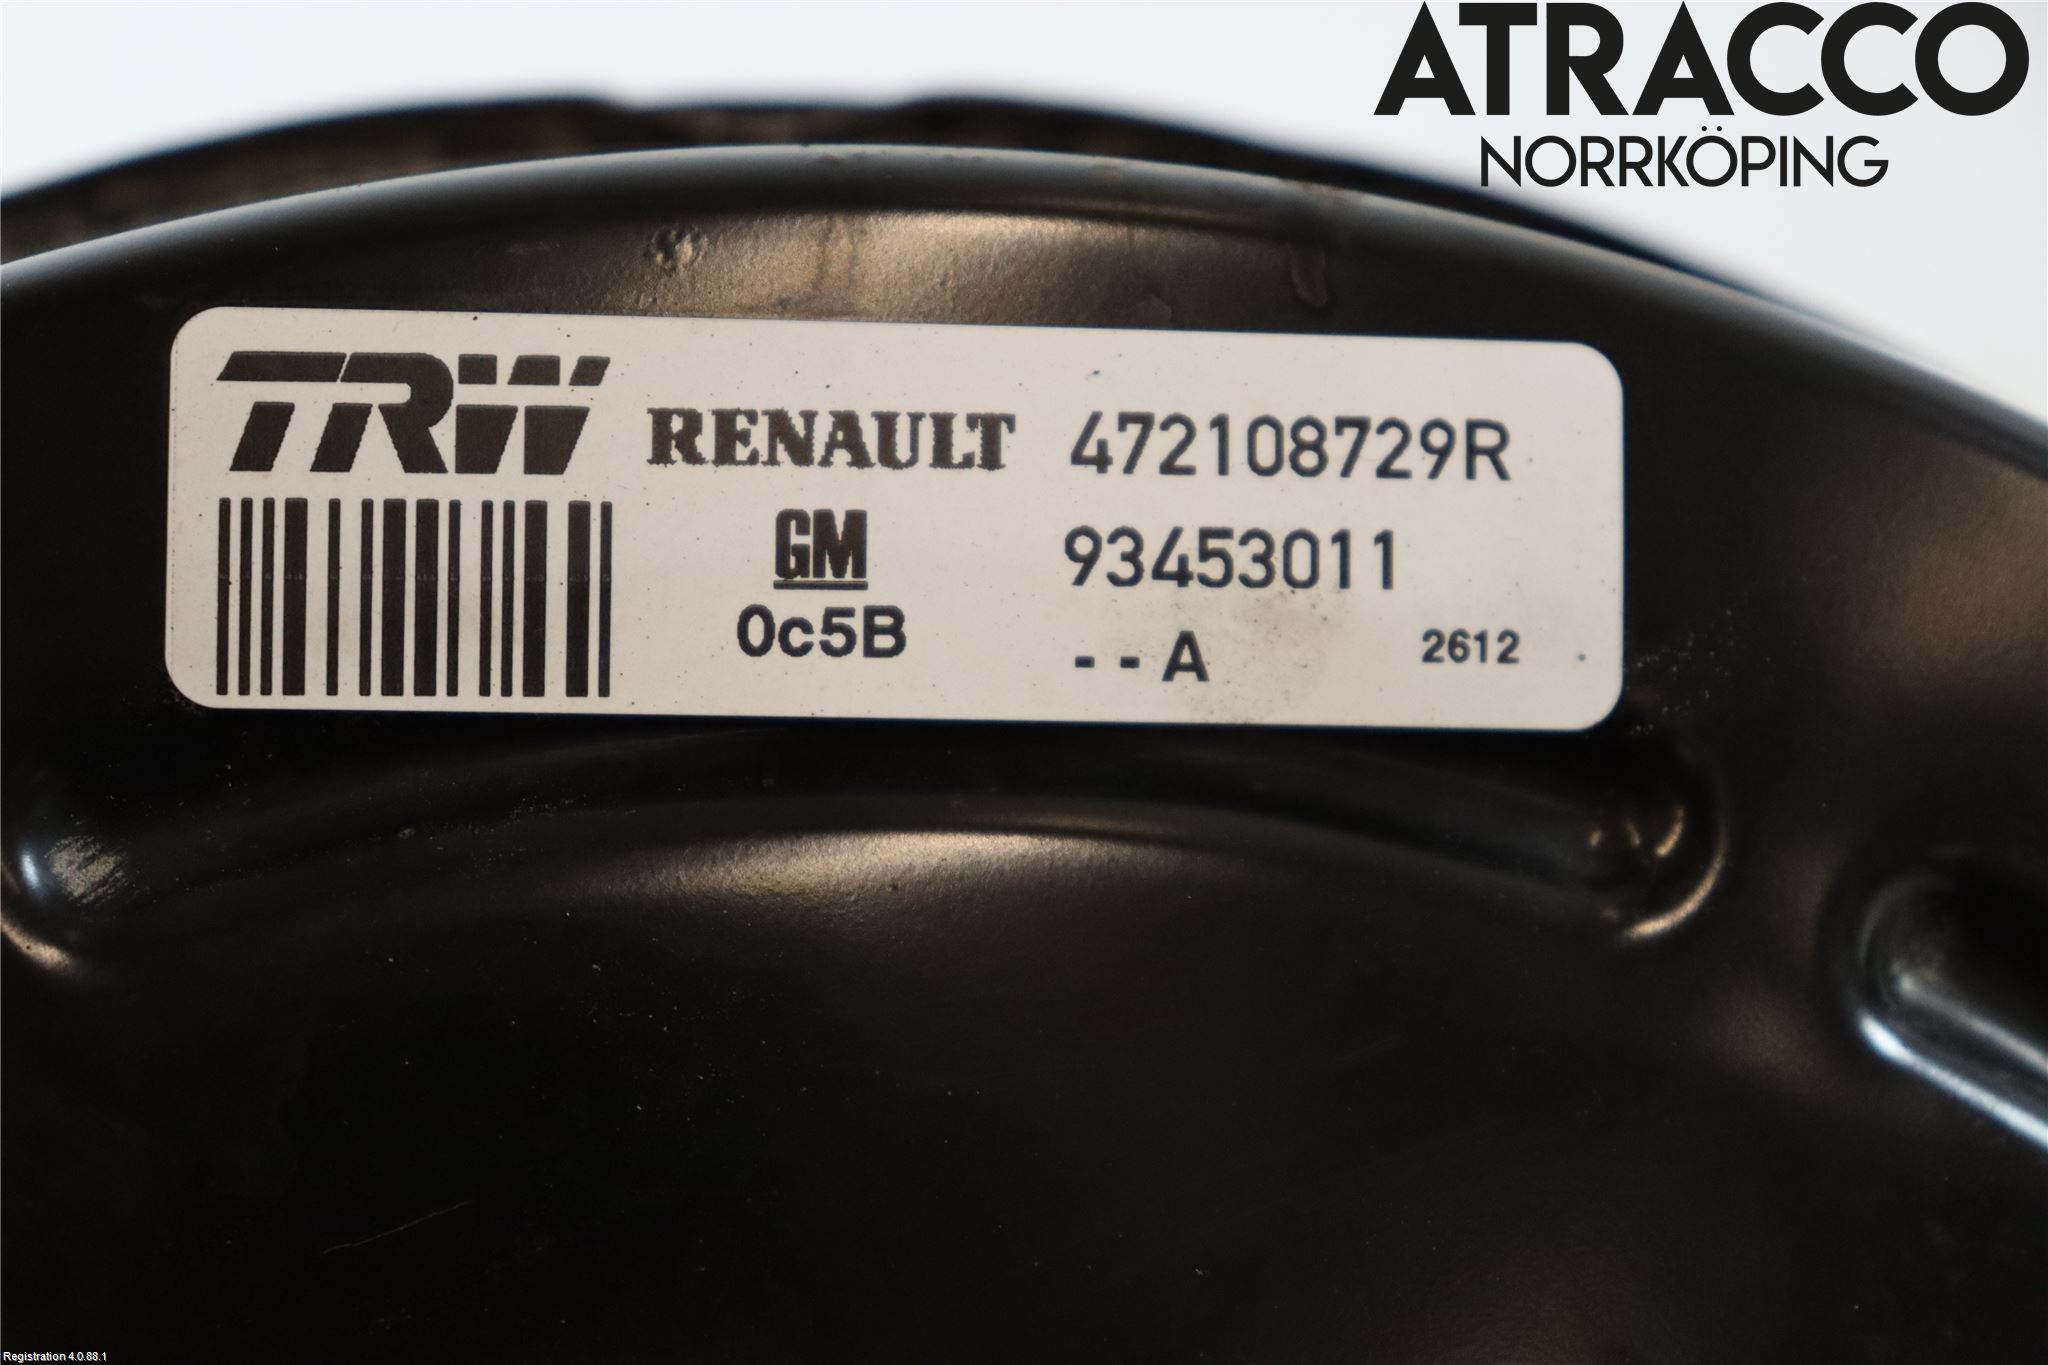 ATRACCO
NORRKÖPING
TRW RENAULT 472108729R
GM 93453011
0c5B --A 2612
Registration 4.0.88.1